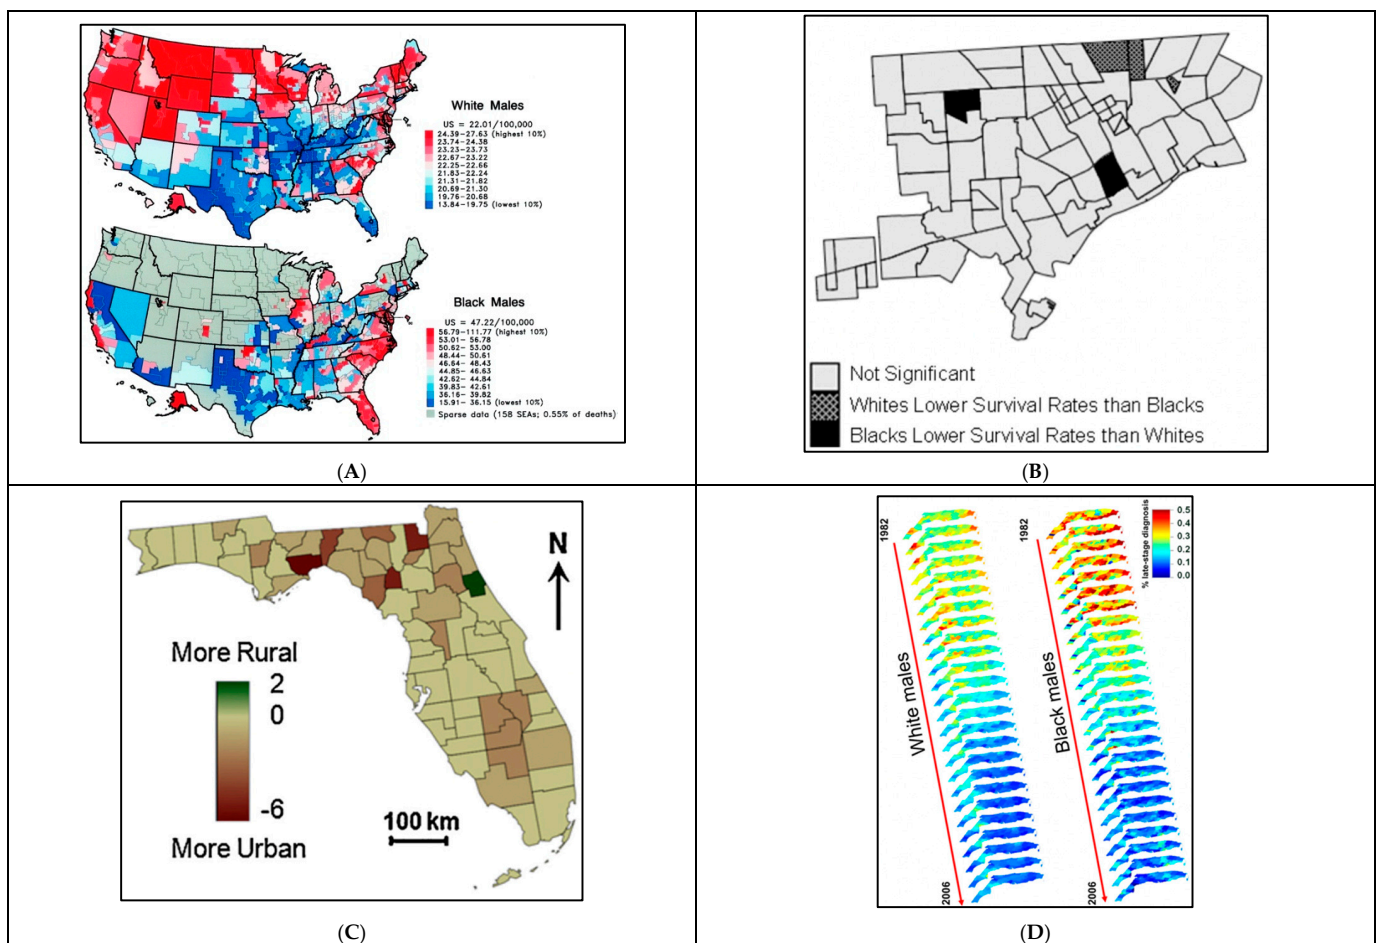 White Males
US = 22.01/100,000
24.39−27.63 (highest 10%)
23.74−24.38
23.23−23.73
22.67−23.22
22.25−22.66
21.83−22.24
21.31−21.82
20.69−21.30
19.76−20.68
13.84−19.75 (lowest 10%)
Black Males
US = 47.22/100,000
56.79−111.77 (highest 10%)
53.01− 56.78
50.62− 53.00
48.44− 50.61
46.64− 48.43
44.85− 46.63
42.62− 44.84
39.83− 42.61
36.16− 39.82
15.91− 36.15 (lowest 10%)
Sparse data (158 SEAs; 0.55% of deaths)
(A)
Not Significant
Whites Lower Survival Rates than Blacks
Blacks Lower Survival Rates than Whites
(B)
N
More Rural
2
0
-6
More Urban
100 km
(C)
1982
White males
2006
1982
Black males
2006
% late-stage diagnosis
0.5
0.4
0.3
0.2
0.1
0.0
(D)